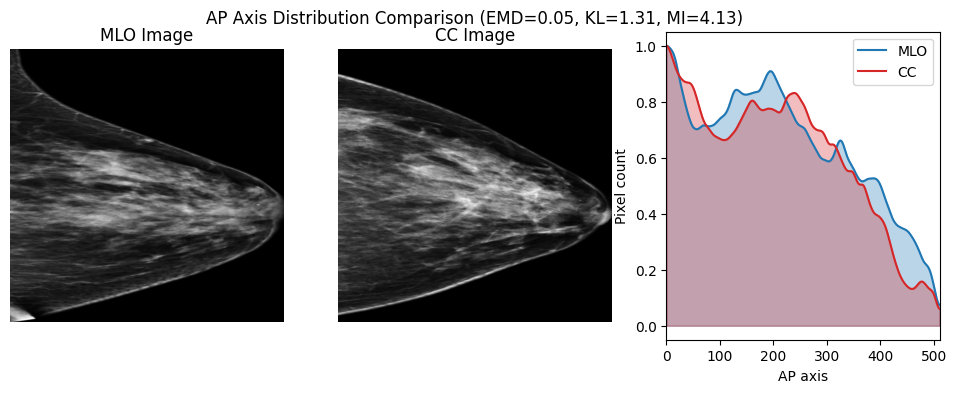 AP Axis Distribution Comparison (EMD=0.05, KL=1.31, MI=4.13)
MLO Image
CC Image
MLO
CC
1.0
0.8
0.6
0.4
0.2
0.0
Pixel count
0 100 200 300 400 500
AP axis